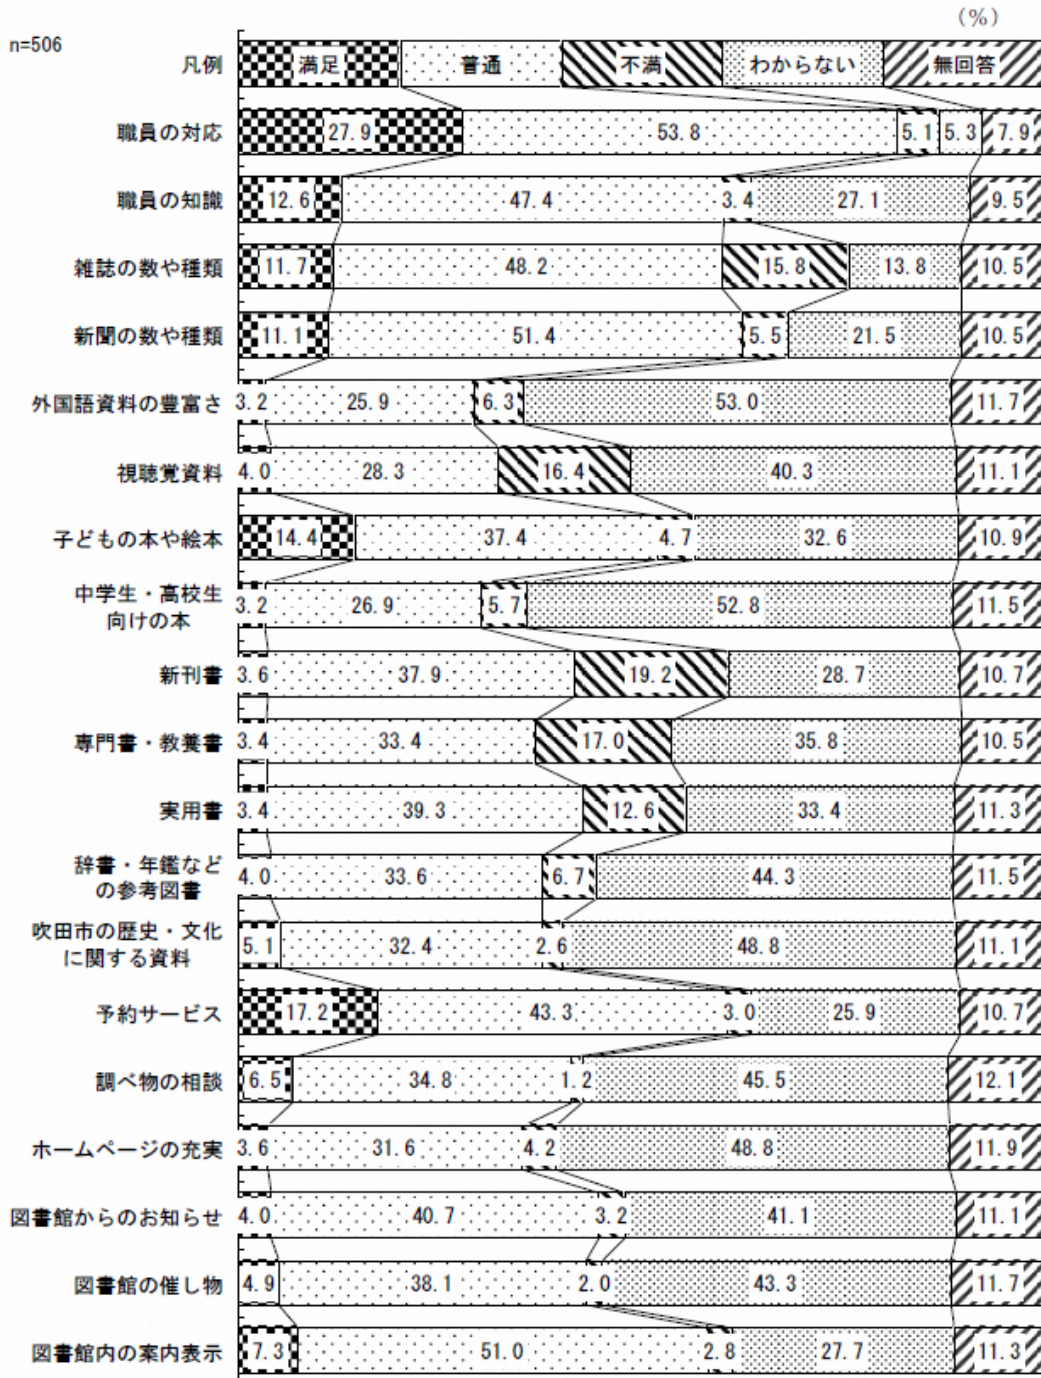 (%)
n=506
凡例 満足 普通 不満 わからない 無回答
職員の対応 27.9 53.8 5.1 5.3 7.9
職員の知識 12.6 47.4 3.4 27.1 9.5
雑誌の数や種類 11.7 48.2 15.8 13.8 10.5
新聞の数や種類 11.1 51.4 5.5 21.5 10.5
外国語資料の豊富さ 3.2 25.9 6.3 53.0 11.7
視聴覚資料 4.0 28.3 16.4 40.3 11.1
子どもの本や絵本 14.4 37.4 4.7 32.6 10.9
中学生・高校生
向けの本 3.2 26.9 5.7 52.8 11.5
新刊書 3.6 37.9 19.2 28.7 10.7
専門書・教養書 3.4 33.4 17.0 35.8 10.5
実用書 3.4 39.3 12.6 33.4 11.3
辞書・年鑑など
の参考図書 4.0 33.6 6.7 44.3 11.5
吹田市の歴史・文化
に関する資料 5.1 32.4 2.6 48.8 11.1
予約サービス 17.2 43.3 3.0 25.9 10.7
調べ物の相談 6.5 34.8 1.2 45.5 12.1
ホームページの充実 3.6 31.6 4.2 48.8 11.9
図書館からのお知らせ 4.0 40.7 3.2 41.1 11.1
図書館の催し物 4.9 38.1 2.0 43.3 11.7
図書館内の案内表示 7.3 51.0 2.8 27.7 11.3